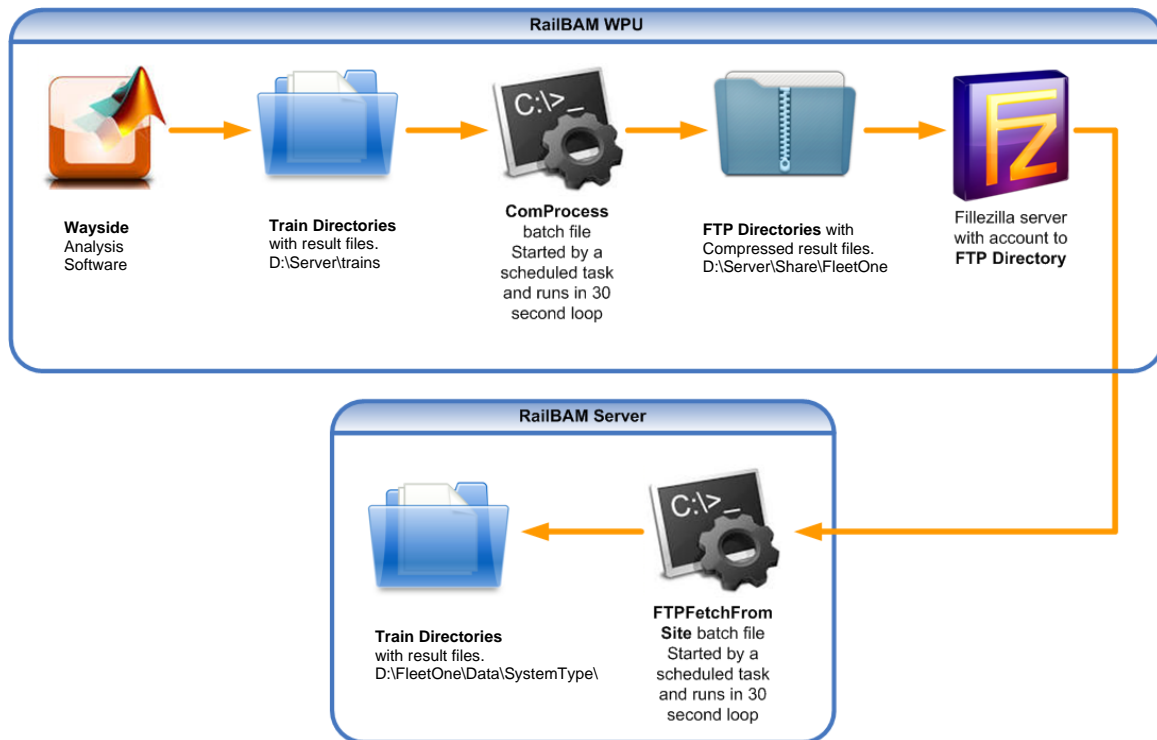 RailBAM WPU
C:\>_
Fz
Wayside
Analysis
Software
Train Directories
with result files.
D:\Server\trains
ComProcess
batch file
Started by a
scheduled task
and runs in 30
second loop
FTP Directories with
Compressed result files.
D:\Server\Share\FleetOne
Fillezilla server
with account to
FTP Directory
RailBAM Server
C:\>_
Train Directories
with result files.
D:\FleetOne\Data\SystemType\
FTPFetchFrom
Site batch file
Started by a
scheduled task
and runs in 30
second loop